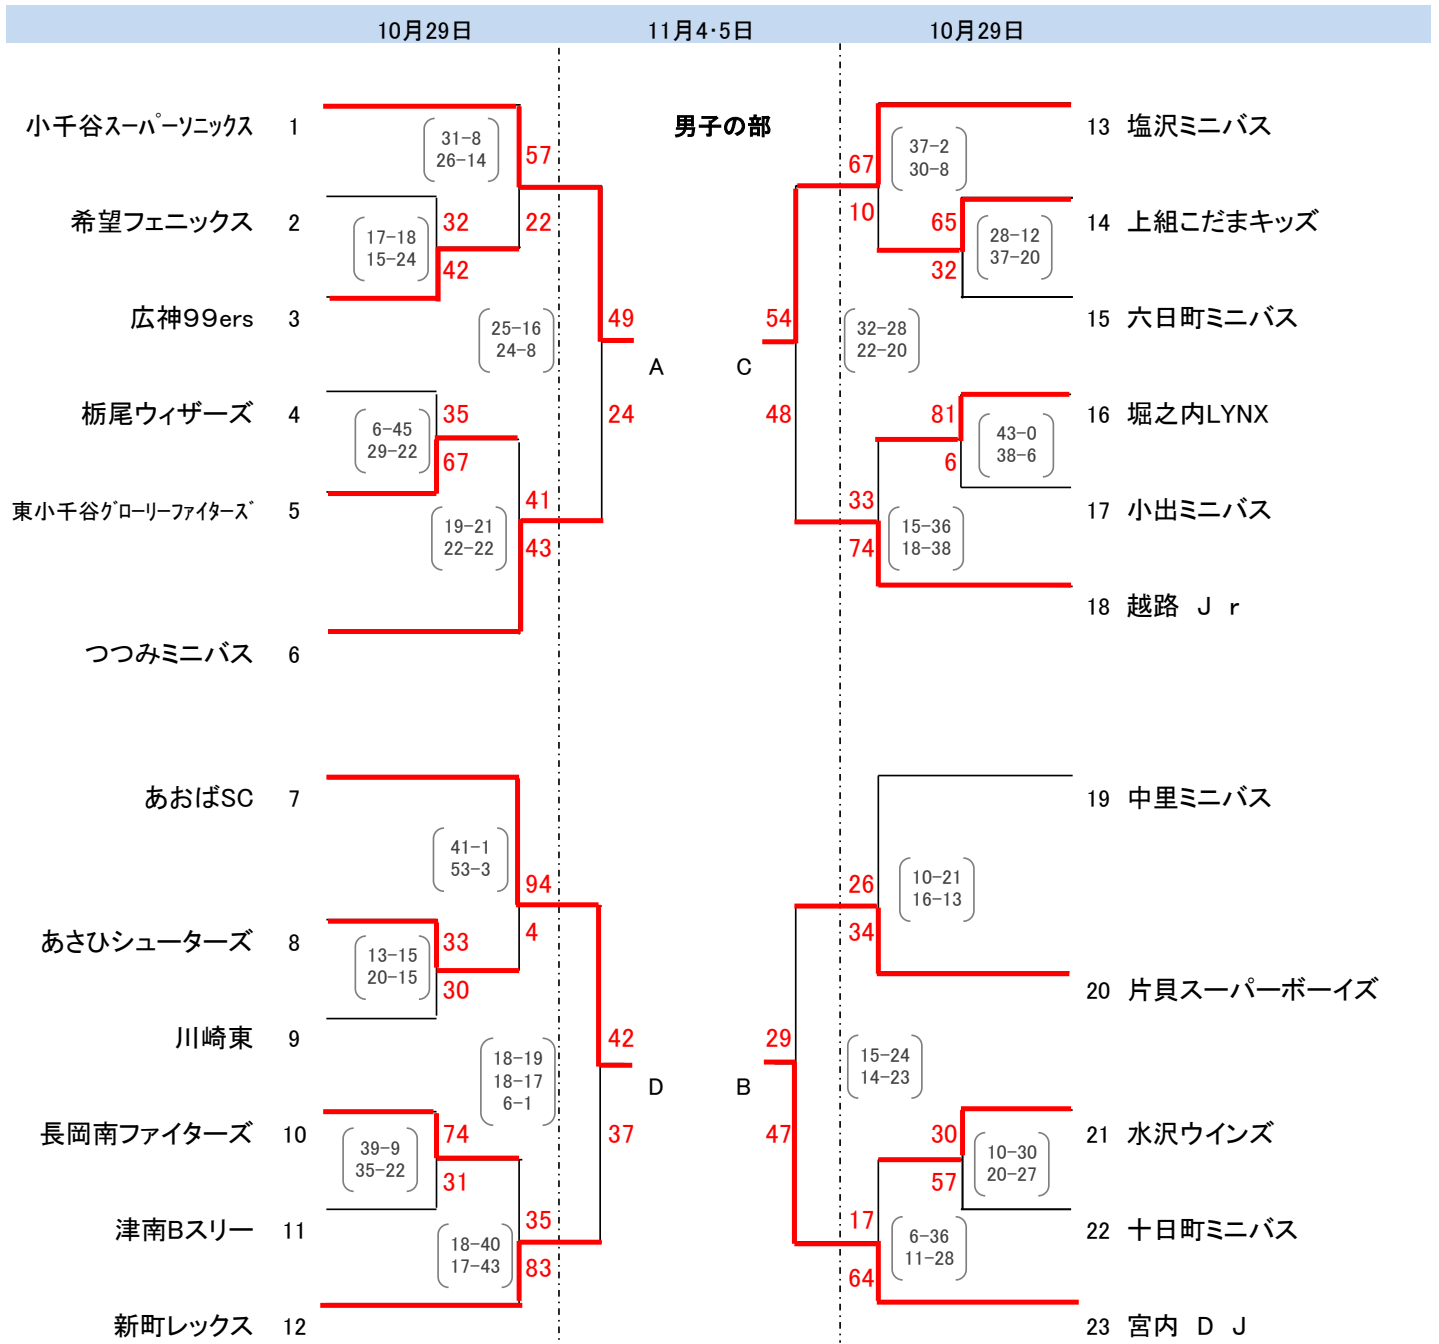 10月29日
11月4･5日
10月29日
男子の部
小千谷スーパーソニックス 1
31-8
26-14
57
希望フェニックス 2
17-18
15-24
32
42
22
広神99ers 3
25-16
24-8
49
A
栃尾ウィザーズ 4
6-45
29-22
35
67
24
東小千谷グローリーファイターズ 5
19-21
22-22
41
43
つつみミニバス 6
あおばSC 7
41-1
53-3
94
あさひシューターズ 8
13-15
20-15
33
30
4
川崎東 9
18-19
18-17
6-1
42
D
長岡南ファイターズ 10
39-9
35-22
74
31
37
津南Bスリー 11
18-40
17-43
35
83
新町レックス 12
13 塩沢ミニバス
67
37-2
30-8
10
65
28-12
37-20
14 上組こだまキッズ
32
15 六日町ミニバス
54
32-28
22-20
C
48
81
43-0
38-6
16 堀之内LYNX
6
33
15-36
18-38
17 小出ミニバス
74
18 越路 J r
19 中里ミニバス
26
10-21
16-13
34
20 片貝スーパーボーイズ
29
15-24
14-23
B
47
30
10-30
20-27
21 水沢ウインズ
57
17
6-36
11-28
22 十日町ミニバス
64
23 宮内 D J